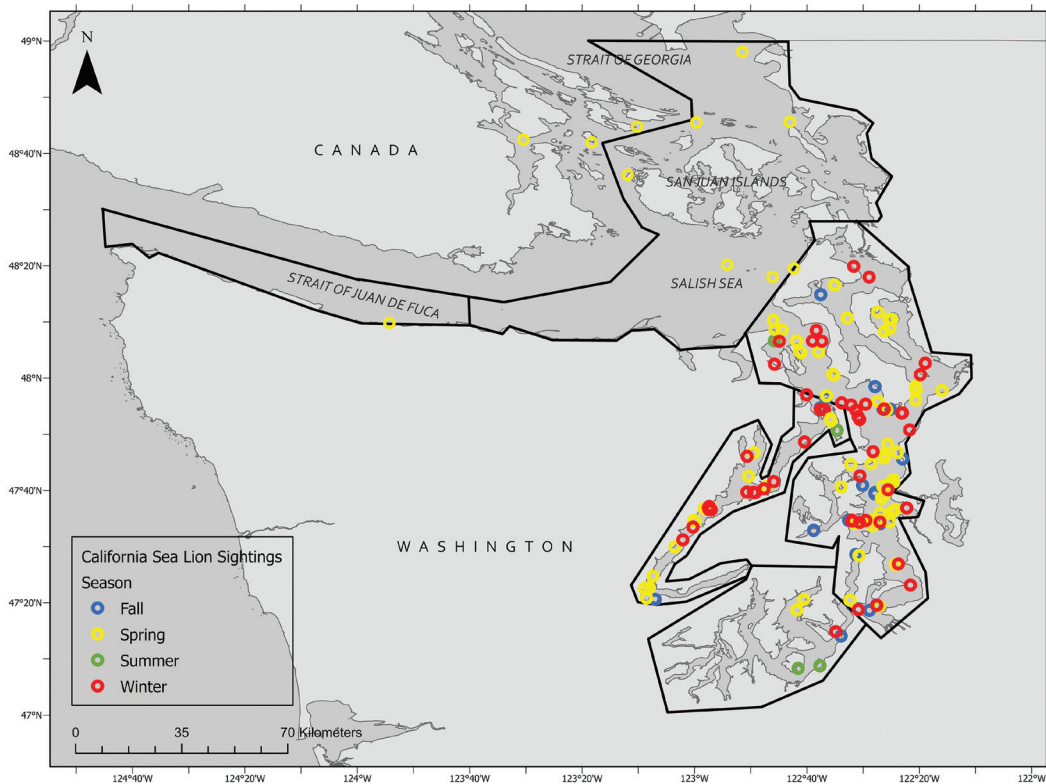 49°N
N
STRAIT OF GEORGIA
48°40'N
CANADA
SAN JUAN ISLANDS
48°20'N
STRAIT OF JUAN DE FUCA
SALISH SEA
48°N
47°40'N
WASHINGTON
California Sea Lion Sightings
Season
Fall
Spring
Summer
Winter
47°20'N
47°N
0 35 70 Kilométers
124°40'W 124°20'W 124°W 123°40'W 123°20'W 123°W 122°40'W 122°20'W 122°W